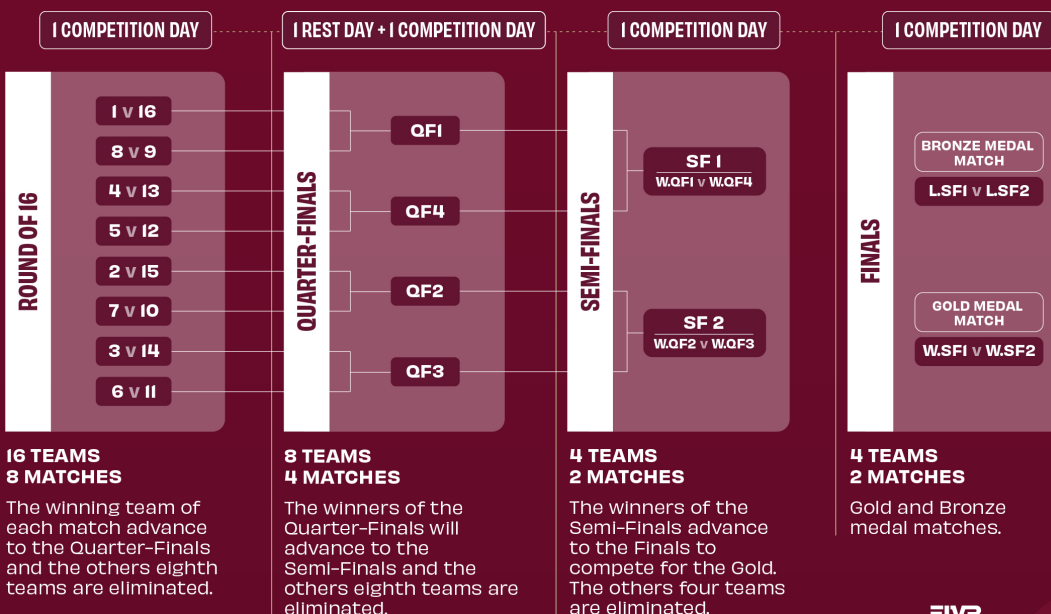 1 COMPETITION DAY
1 REST DAY + 1 COMPETITION DAY
1 COMPETITION DAY
1 COMPETITION DAY
ROUND OF 16
1 v 16
8 v 9
4 v 13
5 v 12
2 v 15
7 v 10
3 v 14
6 v 11
QUARTER-FINALS
QF1
QF4
QF2
QF3
SEMI-FINALS
SF 1
W.QF1 v W.QF4
SF 2
W.QF2 v W.QF3
FINALS
BRONZE MEDAL
MATCH
L.SF1 v L.SF2
GOLD MEDAL
MATCH
W.SF1 v W.SF2
16 TEAMS
8 MATCHES
The winning team of
each match advance
to the Quarter-Finals
and the others eighth
teams are eliminated.
8 TEAMS
4 MATCHES
The winners of the
Quarter-Finals will
advance to the
Semi-Finals and the
others eighth teams are
eliminated.
4 TEAMS
2 MATCHES
The winners of the
Semi-Finals advance
to the Finals to
compete for the Gold.
The others four teams
are eliminated.
4 TEAMS
2 MATCHES
Gold and Bronze
medal matches.